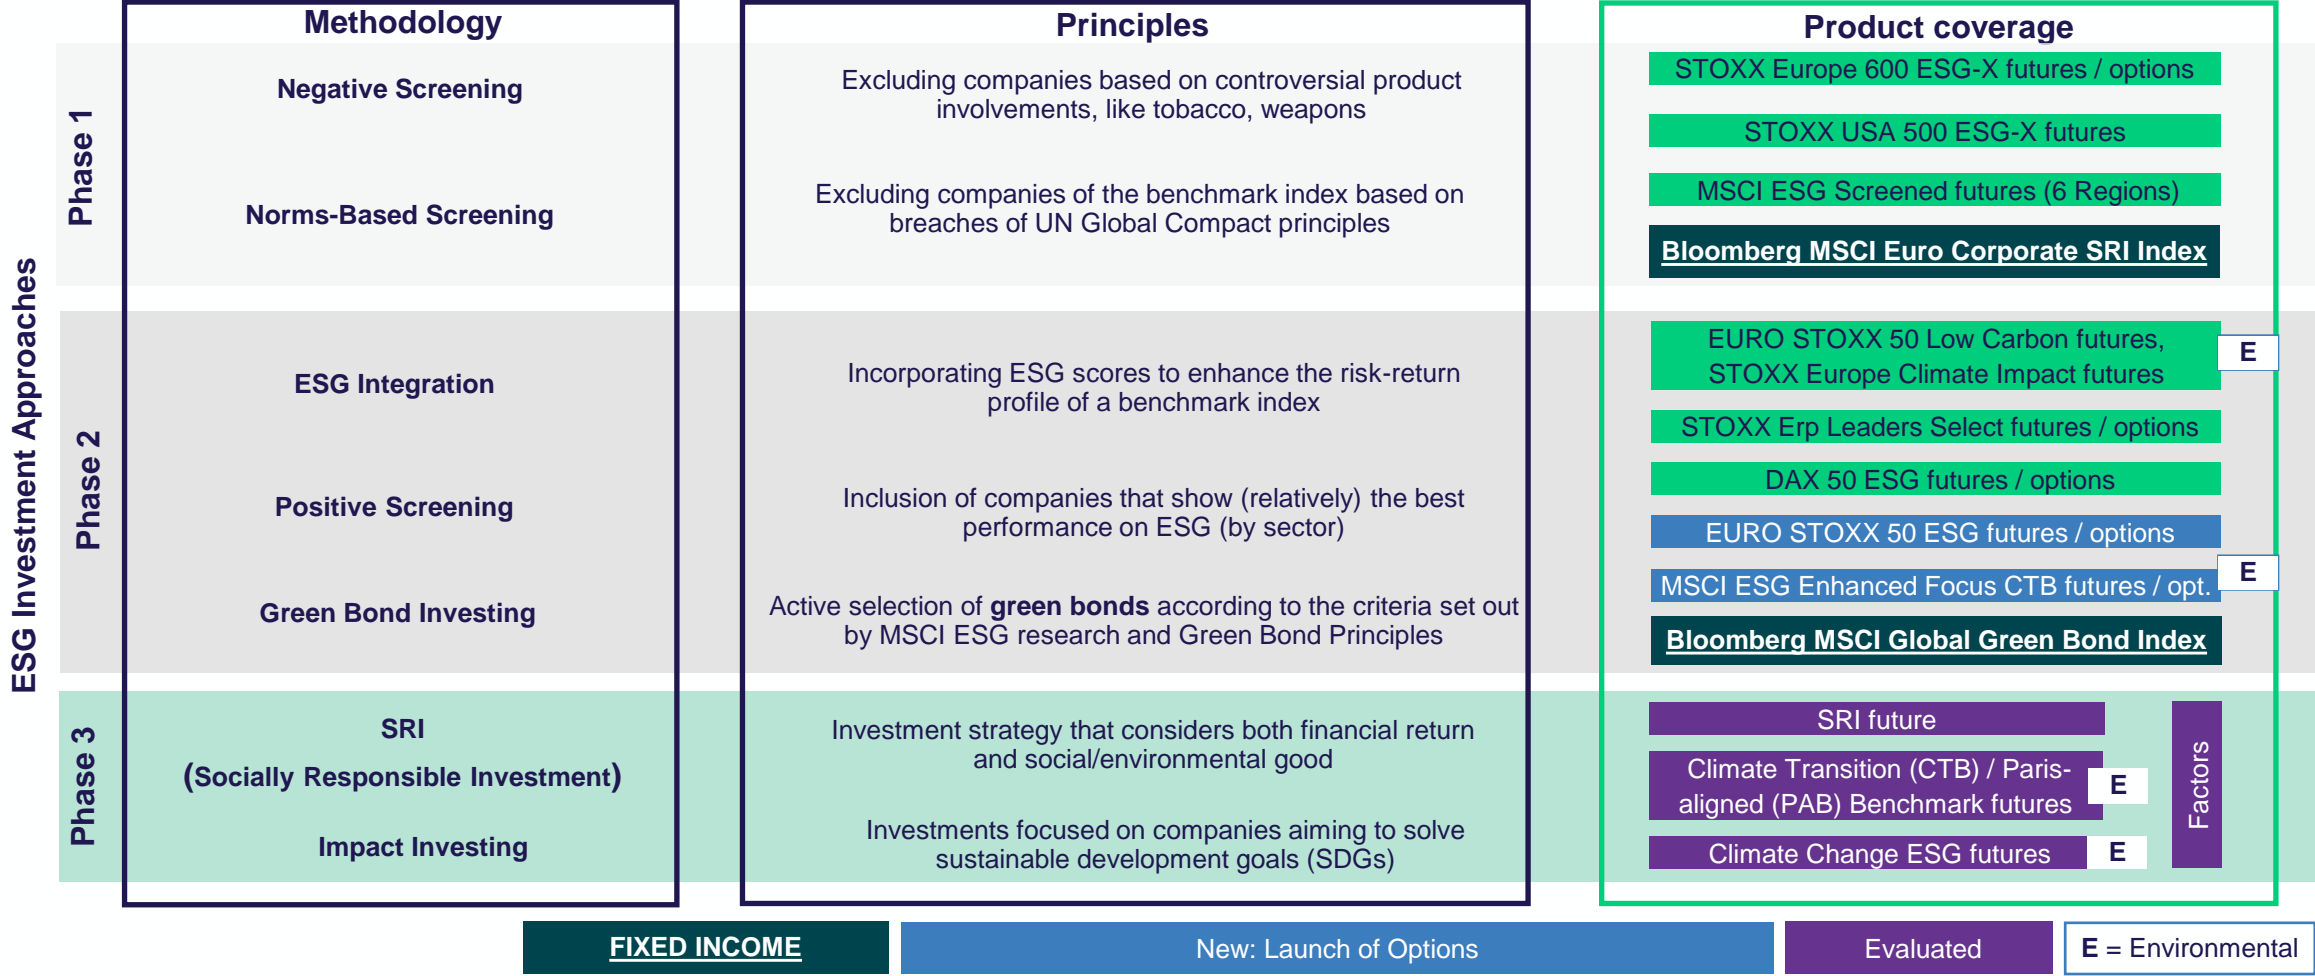 Methodology
Principles
Product coverage
ESG Investment Approaches
Phase 1
Negative Screening
Excluding companies based on controversial product
involvements, like tobacco, weapons
Norms-Based Screening
Excluding companies of the benchmark index based on
breaches of UN Global Compact principles
STOXX Europe 600 ESG-X futures / options
STOXX USA 500 ESG-X futures
MSCI ESG Screened futures (6 Regions)
Bloomberg MSCI Euro Corporate SRI Index
Phase 2
ESG Integration
Incorporating ESG scores to enhance the risk-return
profile of a benchmark index
Positive Screening
Inclusion of companies that show (relatively) the best
performance on ESG (by sector)
Green Bond Investing
Active selection of green bonds according to the criteria set out
by MSCI ESG research and Green Bond Principles
EURO STOXX 50 Low Carbon futures,
STOXX Europe Climate Impact futures
E
STOXX Erp Leaders Select futures / options
DAX 50 ESG futures / options
EURO STOXX 50 ESG futures / options
MSCI ESG Enhanced Focus CTB futures / opt.
E
Bloomberg MSCI Global Green Bond Index
Phase 3
SRI
(Socially Responsible Investment)
Investment strategy that considers both financial return
and social/environmental good
Impact Investing
Investments focused on companies aiming to solve
sustainable development goals (SDGs)
SRI future
Climate Transition (CTB) / Paris-
aligned (PAB) Benchmark futures
E
Climate Change ESG futures
E
Factors
FIXED INCOME
New: Launch of Options
Evaluated
E = Environmental